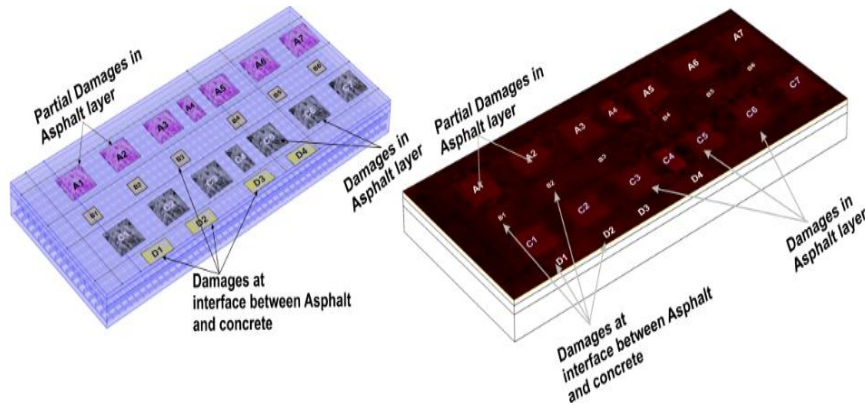 Partial Damages in
Asphalt layer
A1
A2
A3
A4
A5
A6
A7
B1
B2
B3
B4
B5
B6
C2
D1
D2
D3
D4
Damages in
Asphalt layer
Damages at
interface between Asphalt
and concrete
Partial Damages in
Asphalt layer
A1
A2
A3
A4
A5
A6
A7
B1
B2
B3
B4
B5
B6
C1
C2
C3
C4
C5
C6
C7
D1
D2
D3
D4
Damages in
Asphalt layer
Damages at
interface between Asphalt
and concrete